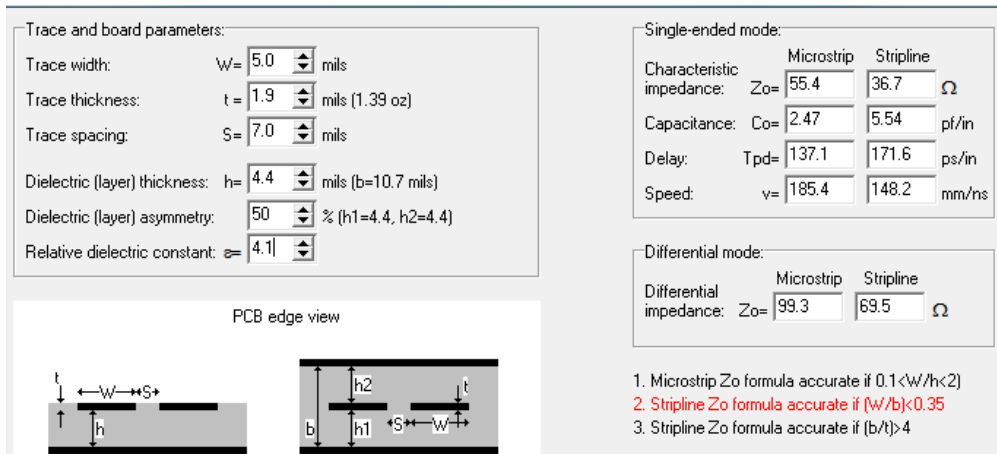 Trace and board parameters:
Trace width: W= 5.0 mils
Trace thickness: t = 1.9 mils (1.39 oz)
Trace spacing: S= 7.0 mils
Dielectric (layer) thickness: h= 4.4 mils (b=10.7 mils)
Dielectric (layer) asymmetry: 50 % (h1=4.4, h2=4.4)
Relative dielectric constant: ε= 4.1
PCB edge view
t W S h
b h2 h1 S W t
Single-ended mode:
Microstrip Stripline
Characteristic
impedance: Zo= 55.4 36.7 Ω
Capacitance: Co= 2.47 5.54 pf/in
Delay: Tpd= 137.1 171.6 ps/in
Speed: v= 185.4 148.2 mm/ns
Differential mode:
Microstrip Stripline
Differential
impedance: Zo= 99.3 69.5 Ω
1. Microstrip Zo formula accurate if 0.1<W/h<2)
2. Stripline Zo formula accurate if (W/b)<0.35
3. Stripline Zo formula accurate if (b/t)>4